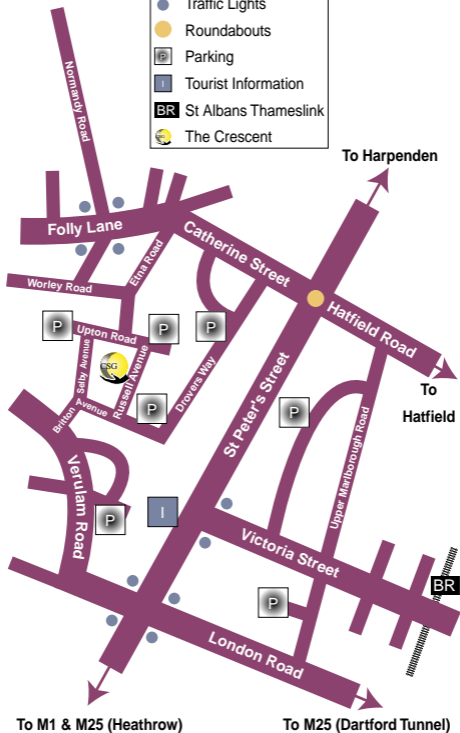 Traffic Lights
Roundabouts
P Parking
I Tourist Information
BR St Albans Thameslink
The Crescent
To Harpenden
Normandy Road
Folly Lane
Catherine Street
Etna Road
Worley Road
Hatfield Road
P
Upton Road
P
P
To
Hatfield
Selby Avenue
CSG
Russell Avenue
Drovers Way
St Peter's Street
P
P
Britton Avenue
Upper Marlborough Road
Verulam Road
P
I
Victoria Street
BR
P
London Road
To M1 & M25 (Heathrow)
To M25 (Dartford Tunnel)